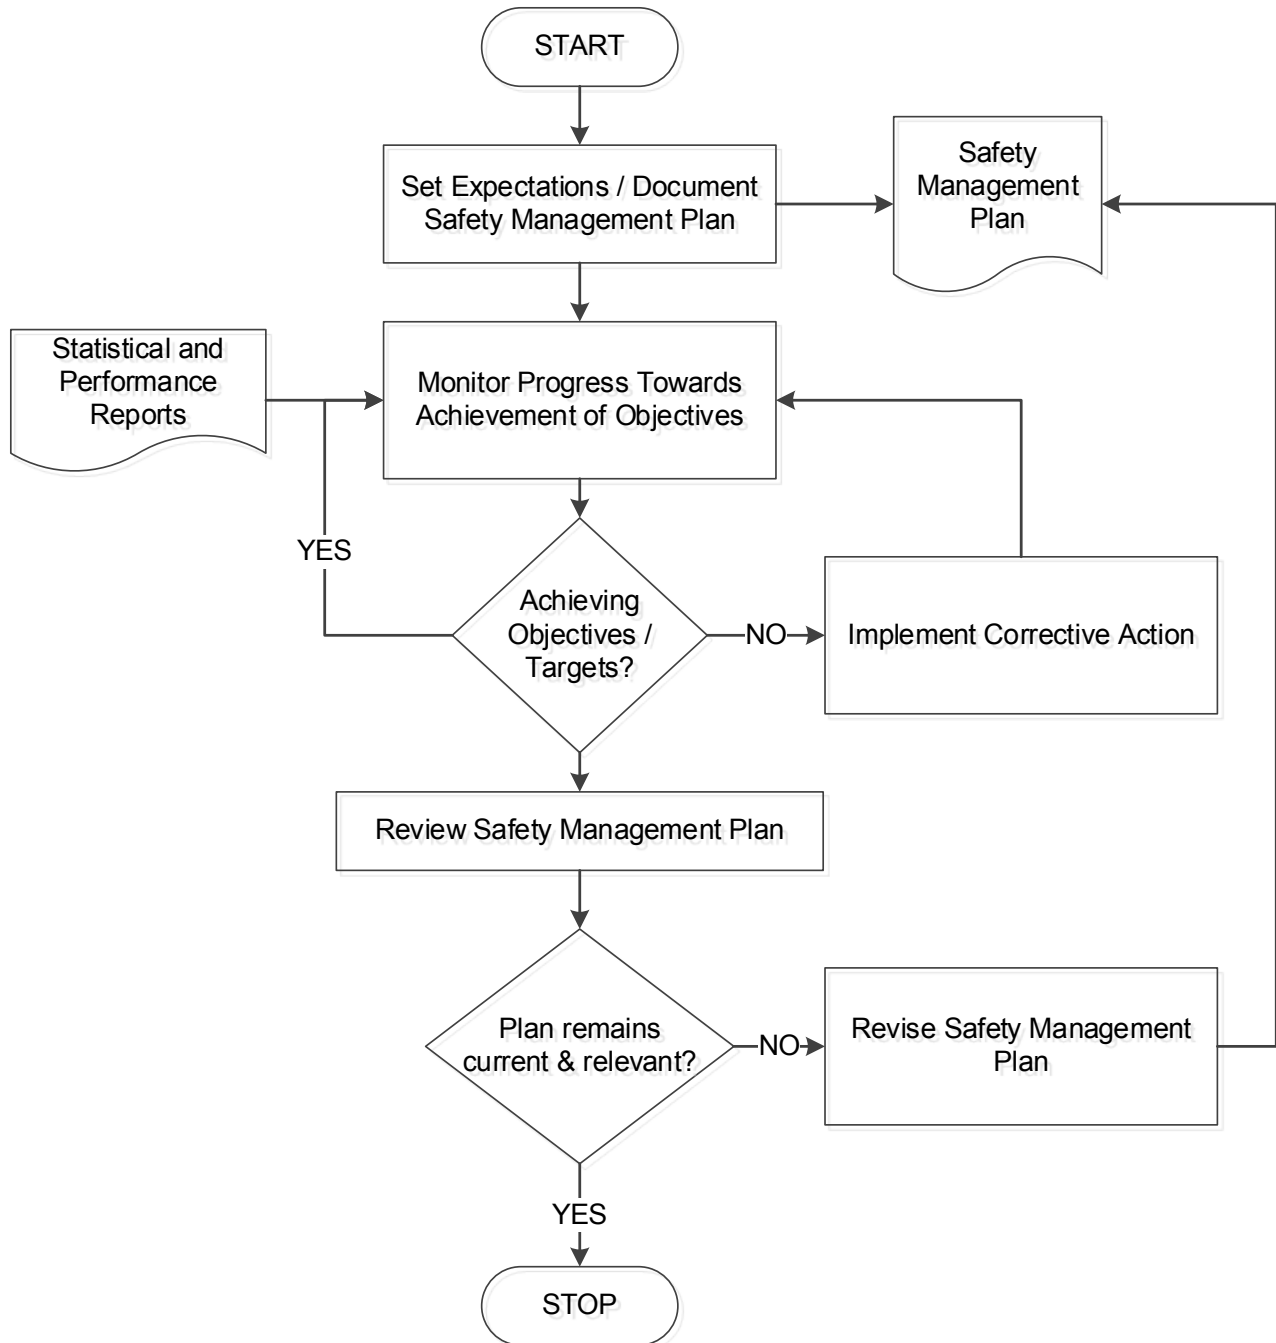 START
Set Expectations / Document
Safety Management Plan
Safety
Management
Plan
Statistical and
Performance
Reports
Monitor Progress Towards
Achievement of Objectives
YES
Achieving
Objectives /
Targets?
NO
Implement Corrective Action
Review Safety Management Plan
Plan remains
current & relevant?
NO
Revise Safety Management
Plan
YES
STOP